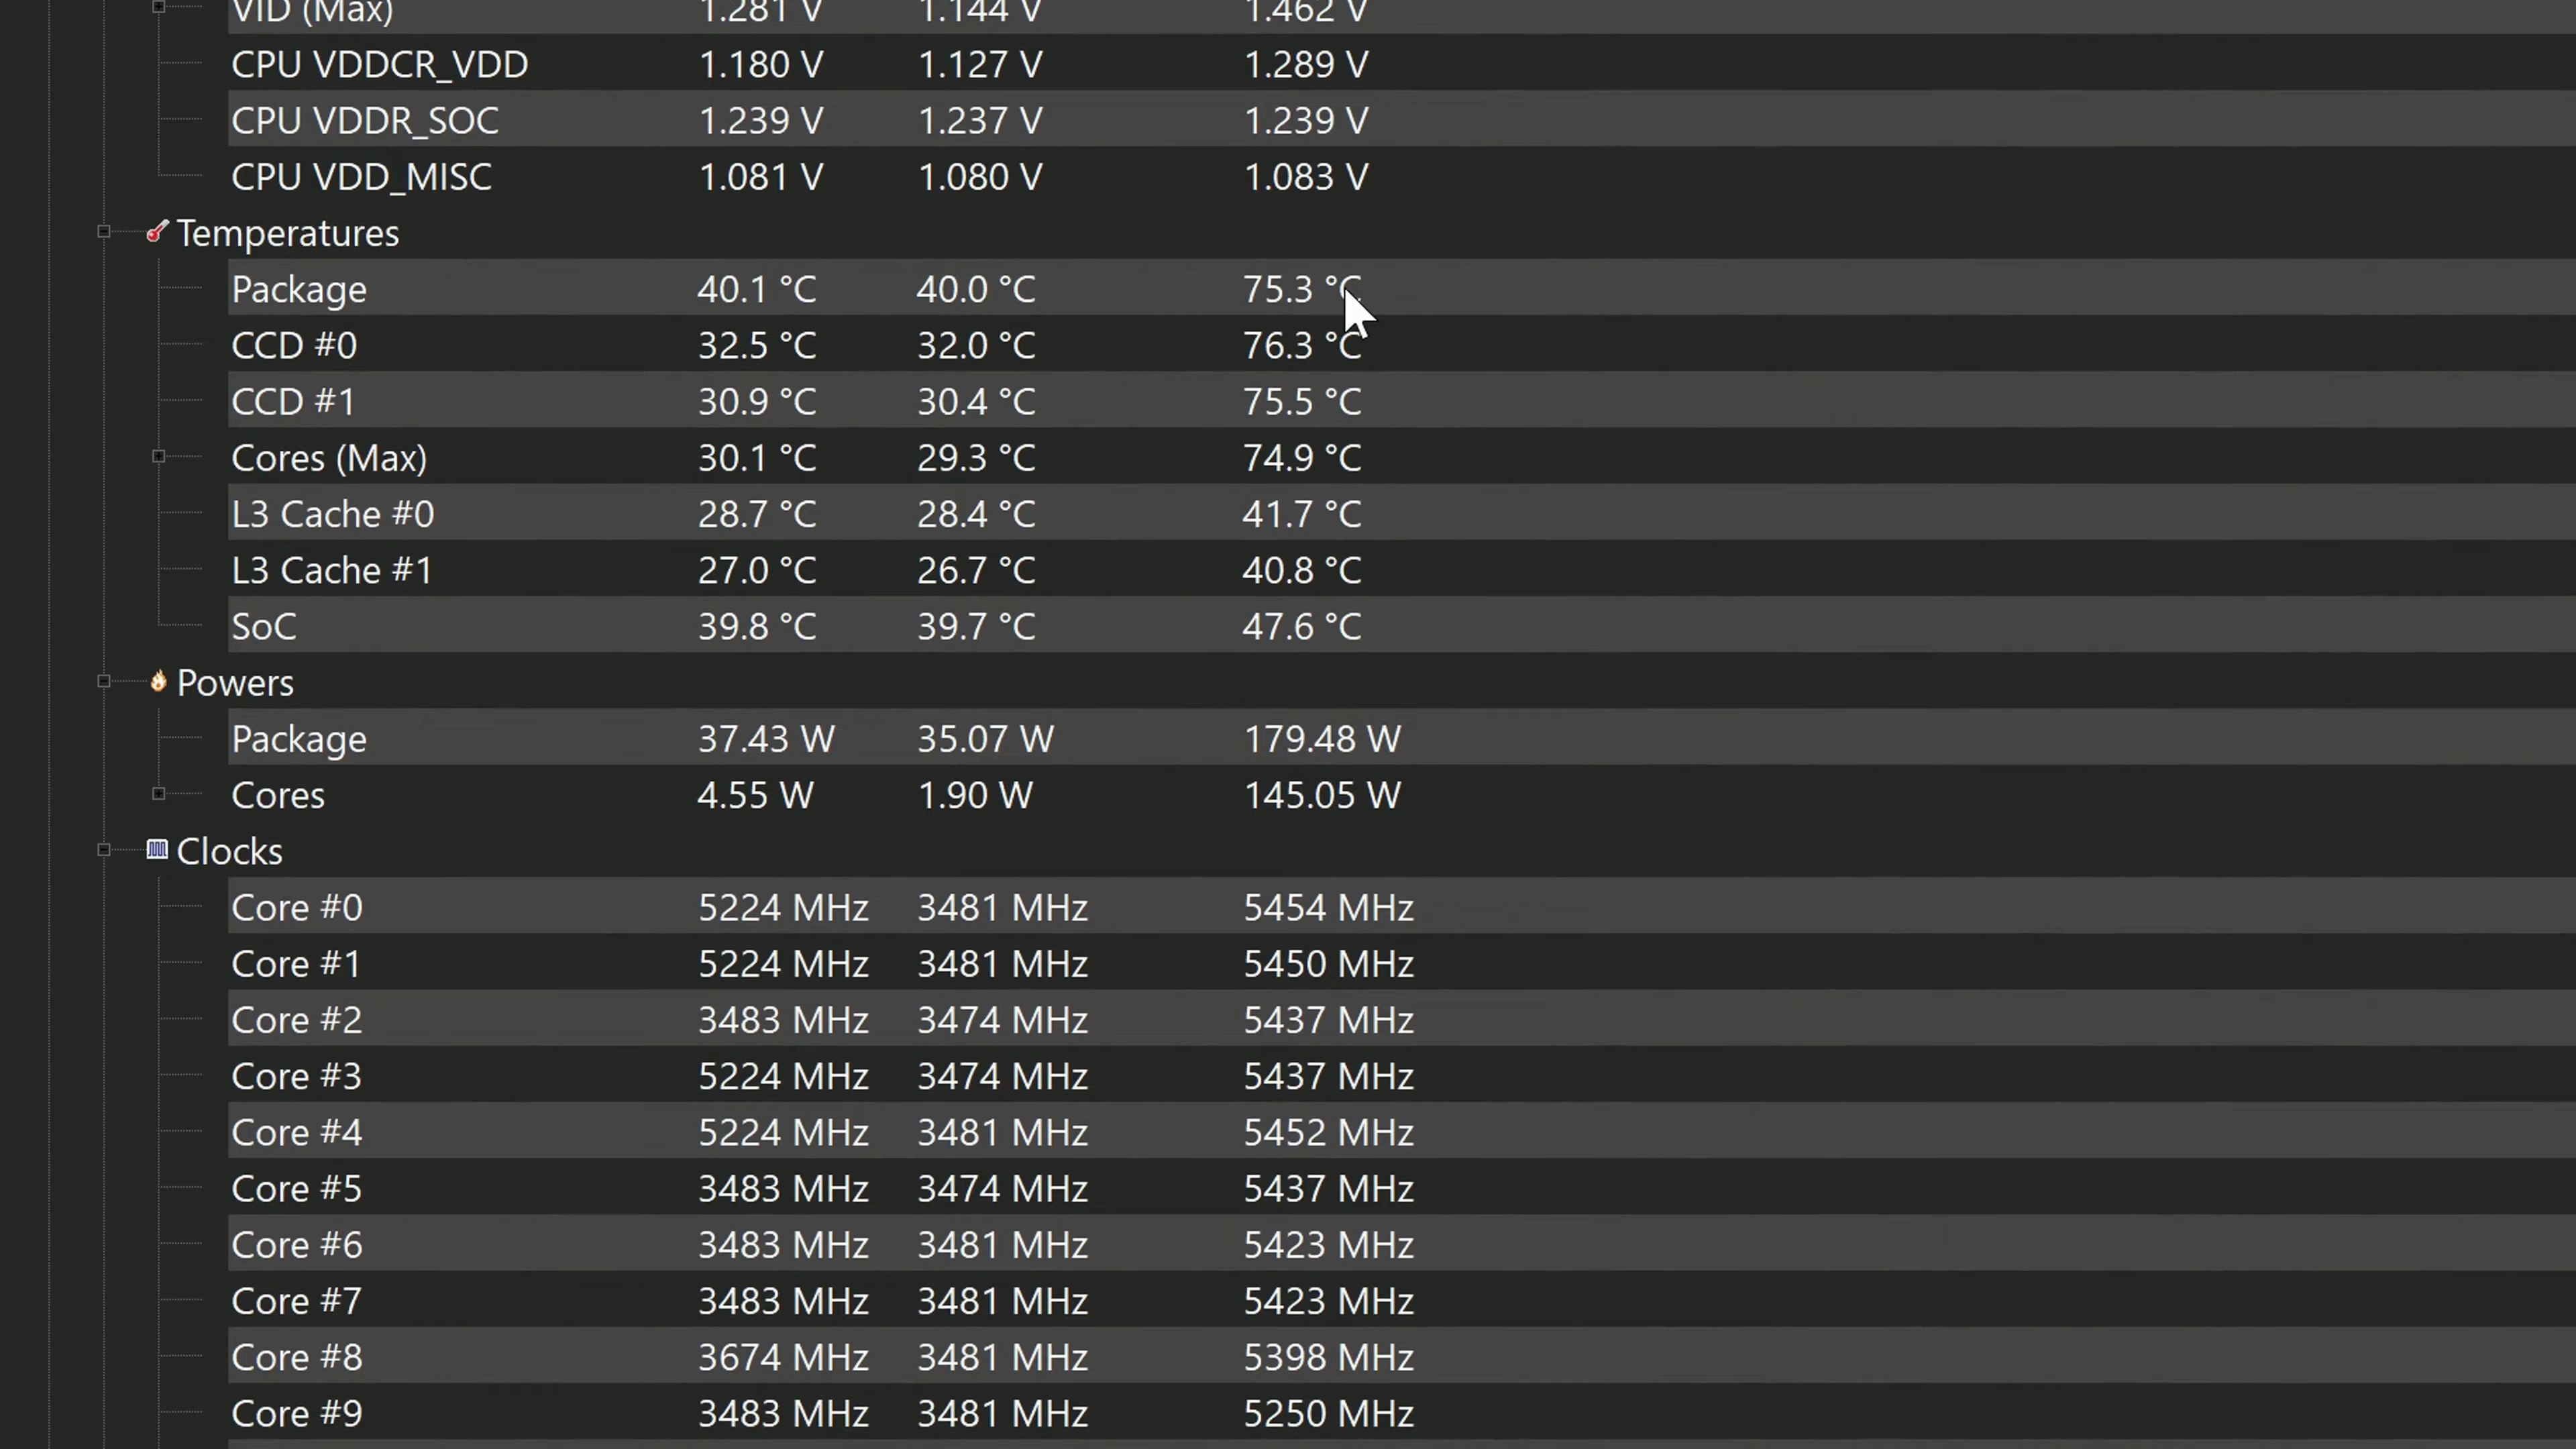 VID (Max) 1.281 V 1.144 V 1.462 V
CPU VDDCR_VDD 1.180 V 1.127 V 1.289 V
CPU VDDR_SOC 1.239 V 1.237 V 1.239 V
CPU VDD_MISC 1.081 V 1.080 V 1.083 V
Temperatures
Package 40.1 °C 40.0 °C 75.3 °C
CCD #0 32.5 °C 32.0 °C 76.3 °C
CCD #1 30.9 °C 30.4 °C 75.5 °C
Cores (Max) 30.1 °C 29.3 °C 74.9 °C
L3 Cache #0 28.7 °C 28.4 °C 41.7 °C
L3 Cache #1 27.0 °C 26.7 °C 40.8 °C
SoC 39.8 °C 39.7 °C 47.6 °C
Powers
Package 37.43 W 35.07 W 179.48 W
Cores 4.55 W 1.90 W 145.05 W
Clocks
Core #0 5224 MHz 3481 MHz 5454 MHz
Core #1 5224 MHz 3481 MHz 5450 MHz
Core #2 3483 MHz 3474 MHz 5437 MHz
Core #3 5224 MHz 3474 MHz 5437 MHz
Core #4 5224 MHz 3481 MHz 5452 MHz
Core #5 3483 MHz 3474 MHz 5437 MHz
Core #6 3483 MHz 3481 MHz 5423 MHz
Core #7 3483 MHz 3481 MHz 5423 MHz
Core #8 3674 MHz 3481 MHz 5398 MHz
Core #9 3483 MHz 3481 MHz 5250 MHz